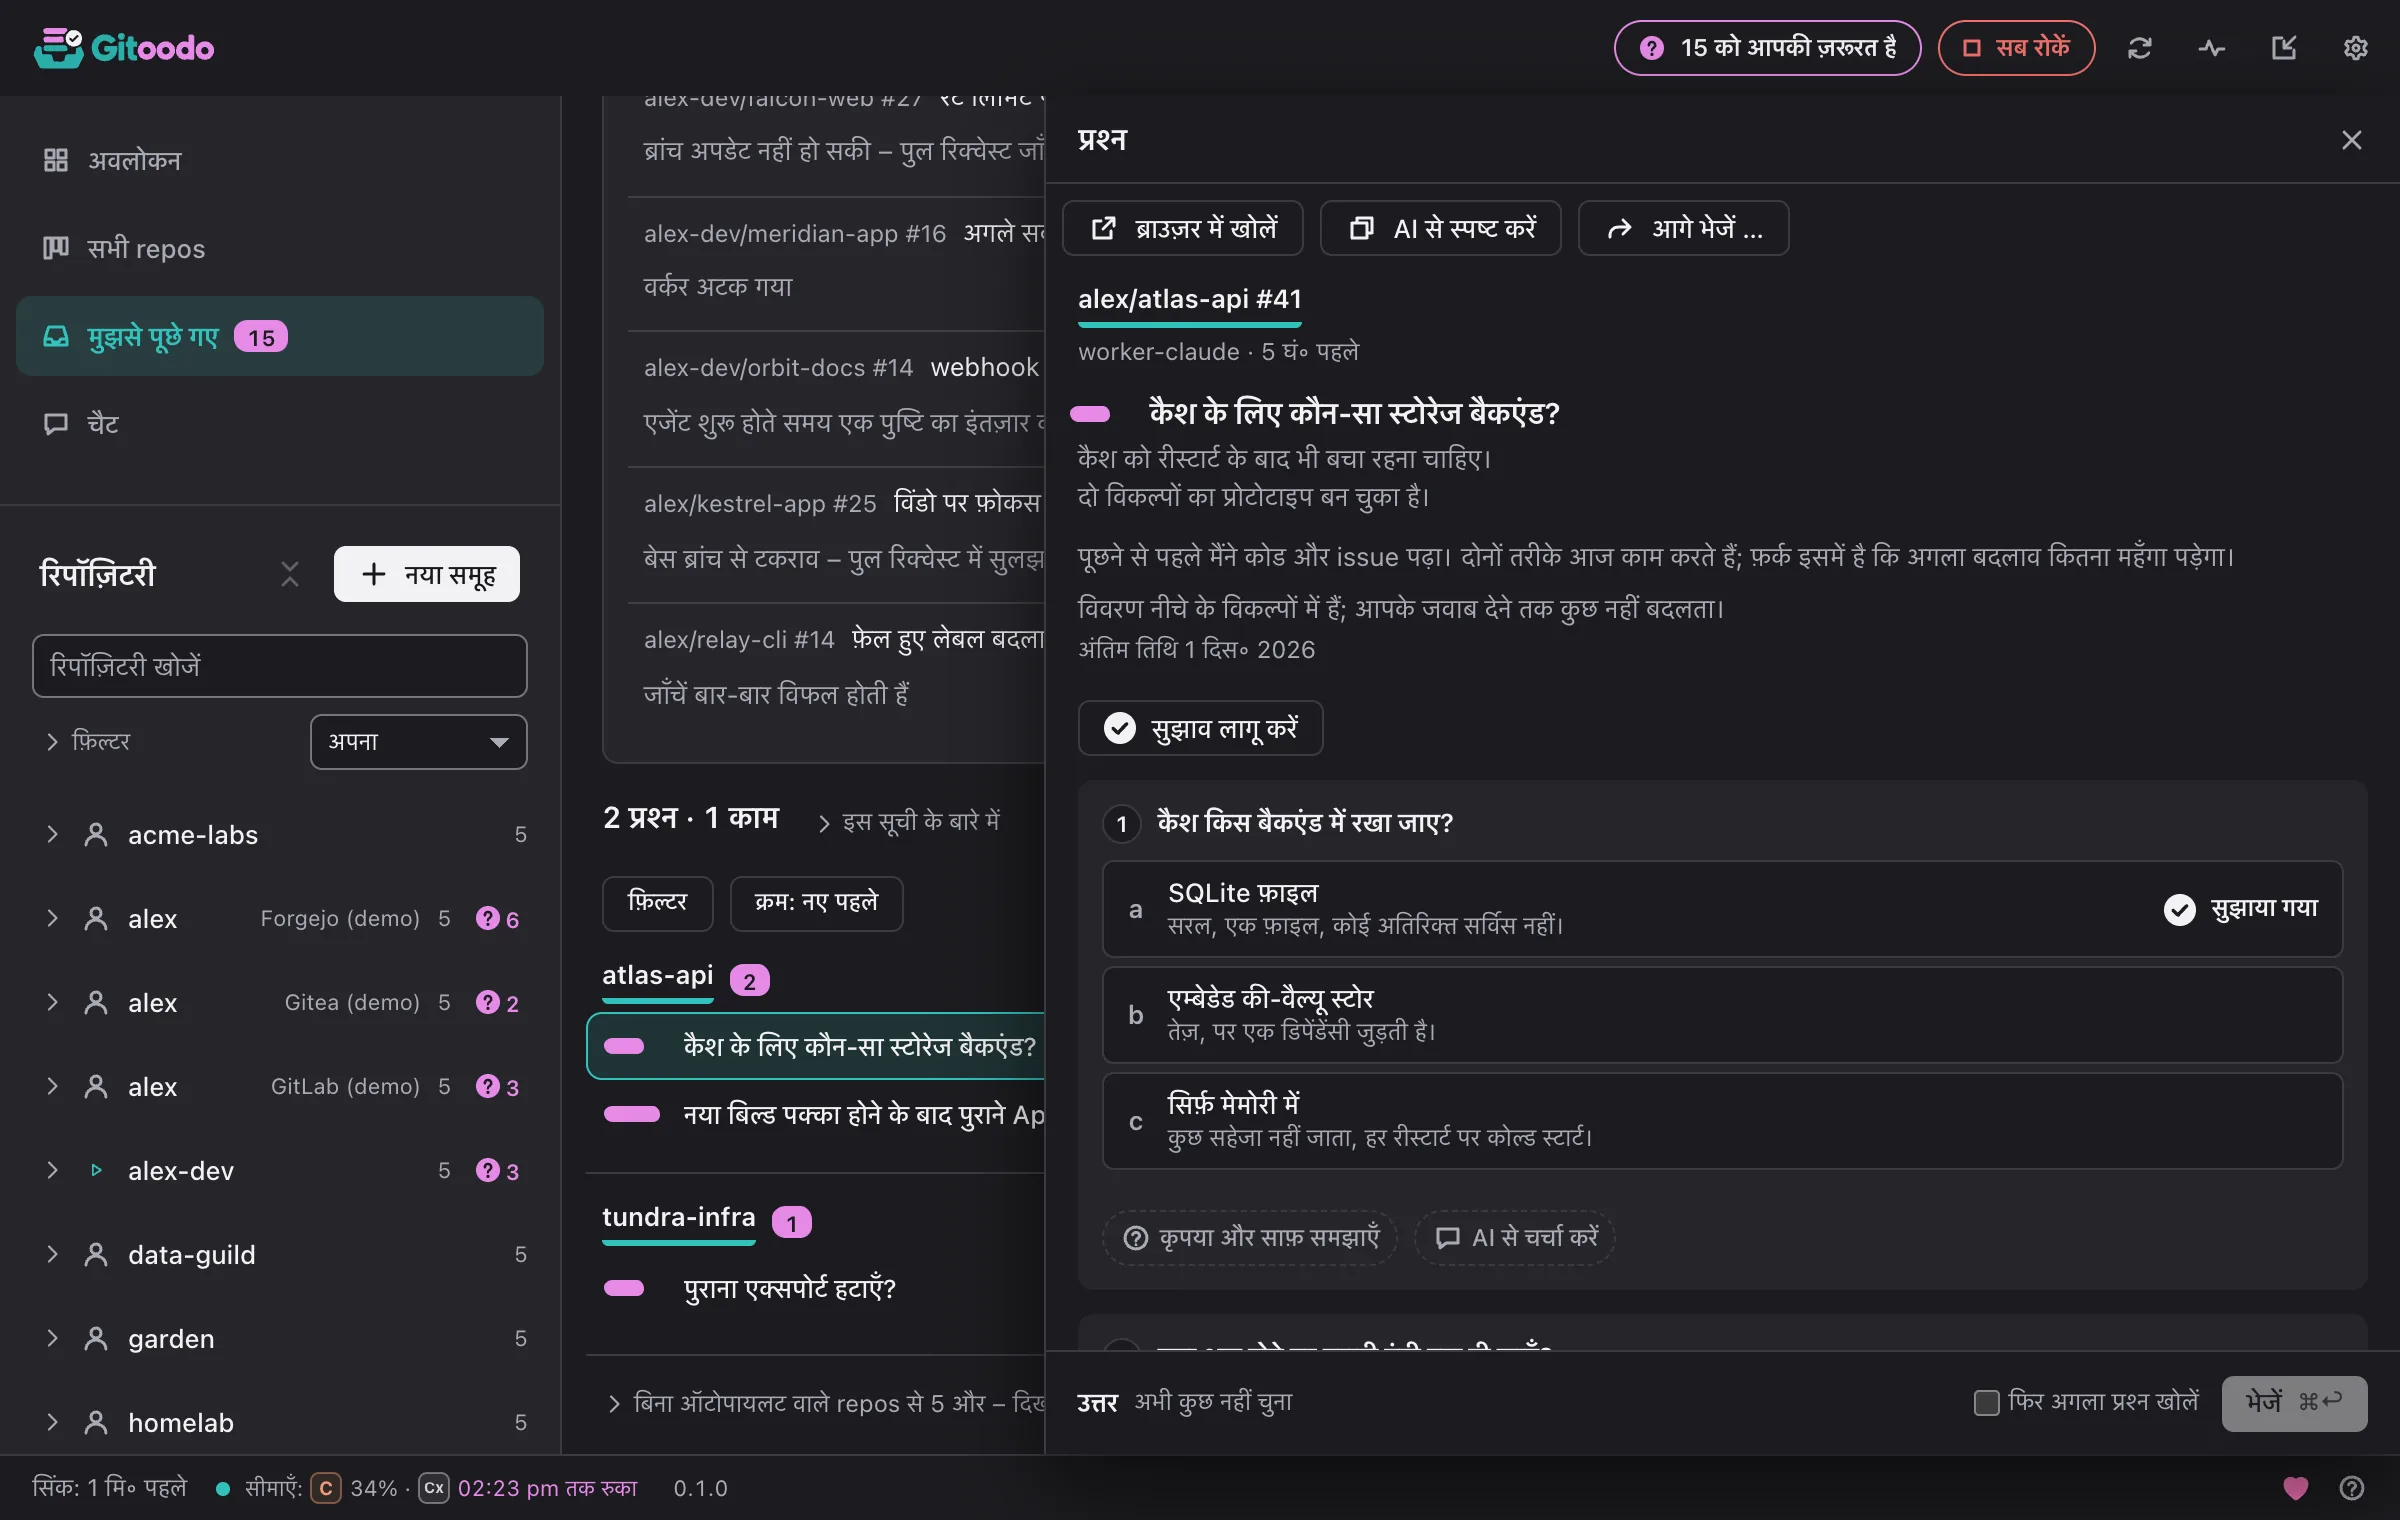 Gitoodo
15 को आपकी ज़रूरत है
सब रोकें
अवलोकन
सभी repos
मुझसे पूछे गए 15
चैट
रिपॉज़िटरी
नया समूह
रिपॉज़िटरी खोजें
फ़िल्टर
अपना
acme-labs 5
alex Forgejo (demo) 5 ? 6
alex Gitea (demo) 5 ? 2
alex GitLab (demo) 5 ? 3
alex-dev 5 ? 3
data-guild 5
garden 5
homelab 5
alex-dev/falcon-web #27 रेट लिमिट
ब्रांच अपडेट नहीं हो सकी – पुल रिक्वेस्ट
alex-dev/meridian-app #16 अगले
वर्कर अटक गया
alex-dev/orbit-docs #14 webhook
एजेंट शुरू होते समय एक पुष्टि का इंतज़ार
alex/kestrel-app #25 विंडो पर फ़ोकस
बेस ब्रांच से टकराव – पुल रिक्वेस्ट में
alex/relay-cli #14 फ़ेल हुए लेबल
जाँचें बार-बार विफल होती हैं
2 प्रश्न · 1 काम
इस सूची के बारे में
फ़िल्टर
क्रम: नए पहले
atlas-api 2
कैश के लिए कौन-सा स्टोरेज बैकएंड?
नया बिल्ड पक्का होने के बाद पुराने Ap
tundra-infra 1
पुराना एक्सपोर्ट हटाएँ?
बिना ऑटोपायलट वाले repos से 5 और –
प्रश्न
ब्राउज़र में खोलें
AI से स्पष्ट करें
आगे भेजें ...
alex/atlas-api #41
worker-claude · 5 घं॰ पहले
कैश के लिए कौन-सा स्टोरेज बैकएंड?
कैश को रीस्टार्ट के बाद भी बचा रहना चाहिए।
दो विकल्पों का प्रोटोटाइप बन चुका है।
पूछने से पहले मैंने कोड और issue पढ़ा। दोनों तरीके आज काम करते हैं; फ़र्क इसमें है कि अगला बदलाव कितना महँगा पड़ेगा।
विवरण नीचे के विकल्पों में हैं; आपके जवाब देने तक कुछ नहीं बदलता।
अंतिम तिथि 1 दिस॰ 2026
सुझाव लागू करें
1 कैश किस बैकएंड में रखा जाए?
a SQLite फ़ाइल
सरल, एक फ़ाइल, कोई अतिरिक्त सर्विस नहीं।
सुझाया गया
b एम्बेडेड की-वैल्यू स्टोर
तेज़, पर एक डिपेंडेंसी जुड़ती है।
c सिर्फ़ मेमोरी में
कुछ सहेजा नहीं जाता, हर रीस्टार्ट पर कोल्ड स्टार्ट।
कृपया और साफ़ समझाएँ
AI से चर्चा करें
उत्तर अभी कुछ नहीं चुना
फिर अगला प्रश्न खोलें
भेजें ⌘↩
सिंक: 1 मि॰ पहले
सीमाएँ: C 34% · Cx 02:23 pm तक रुका
0.1.0